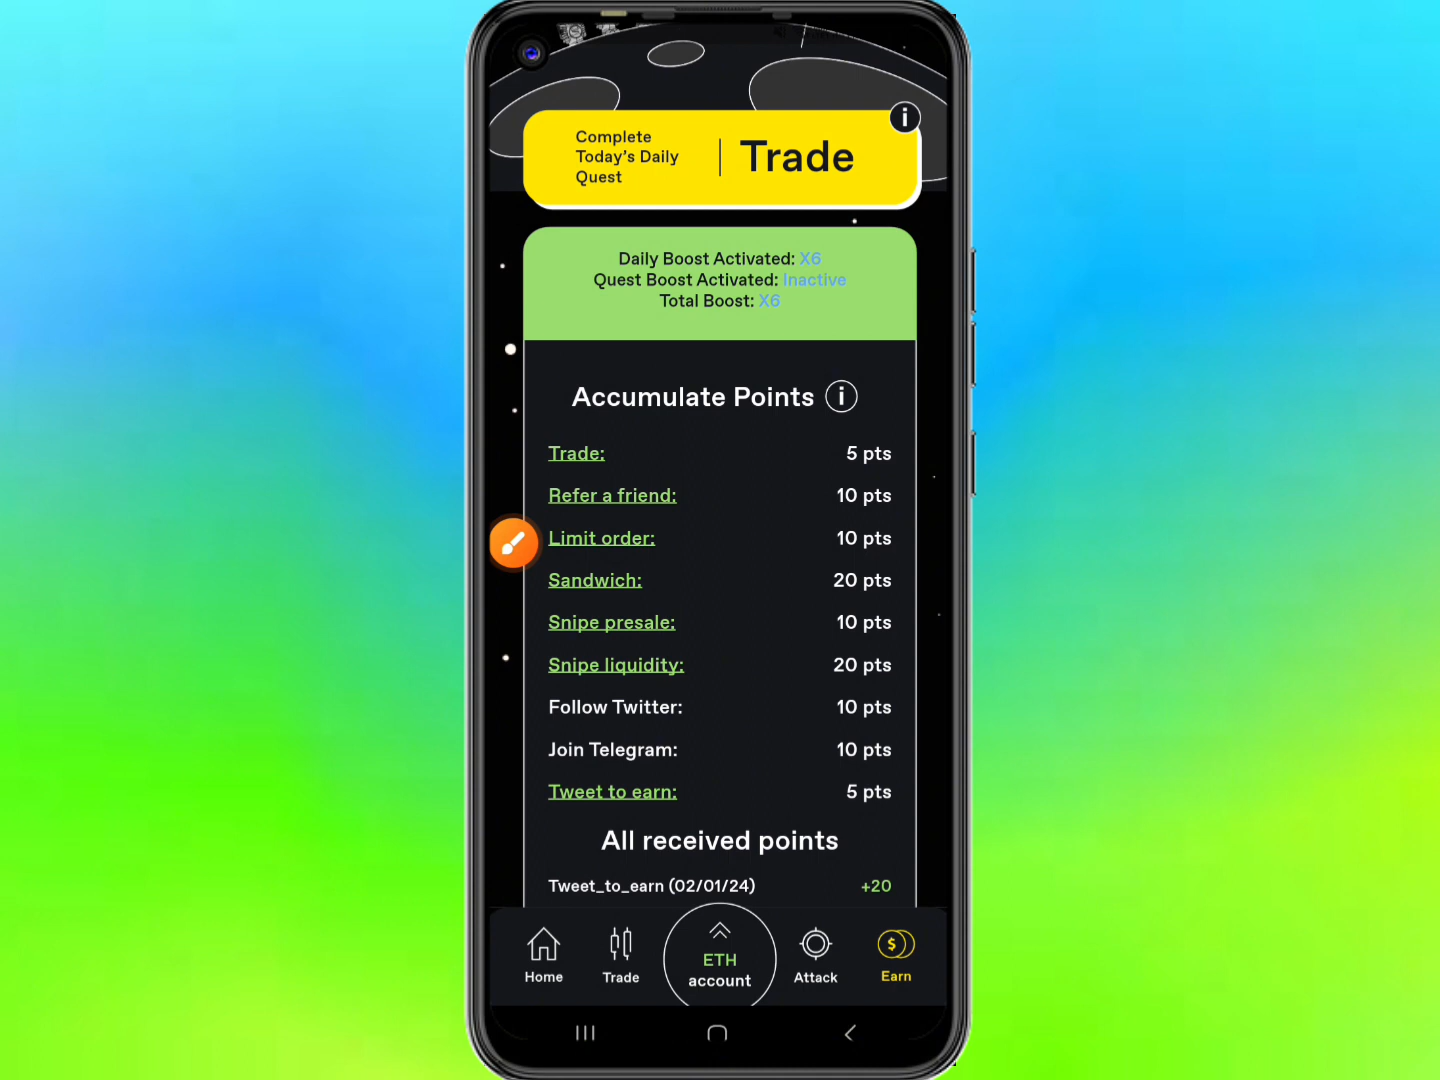 Complete
Today’s Daily
Quest
Trade
i
Daily Boost Activated: X6
Quest Boost Activated: Inactive
Total Boost: X6
Accumulate Points i
Trade: 5 pts
Refer a friend: 10 pts
Limit order: 10 pts
Sandwich: 20 pts
Snipe presale: 10 pts
Snipe liquidity: 20 pts
Follow Twitter: 10 pts
Join Telegram: 10 pts
Tweet to earn: 5 pts
All received points
Tweet_to_earn (02/01/24) +20
Home
Trade
ETH
account
Attack
$
Earn